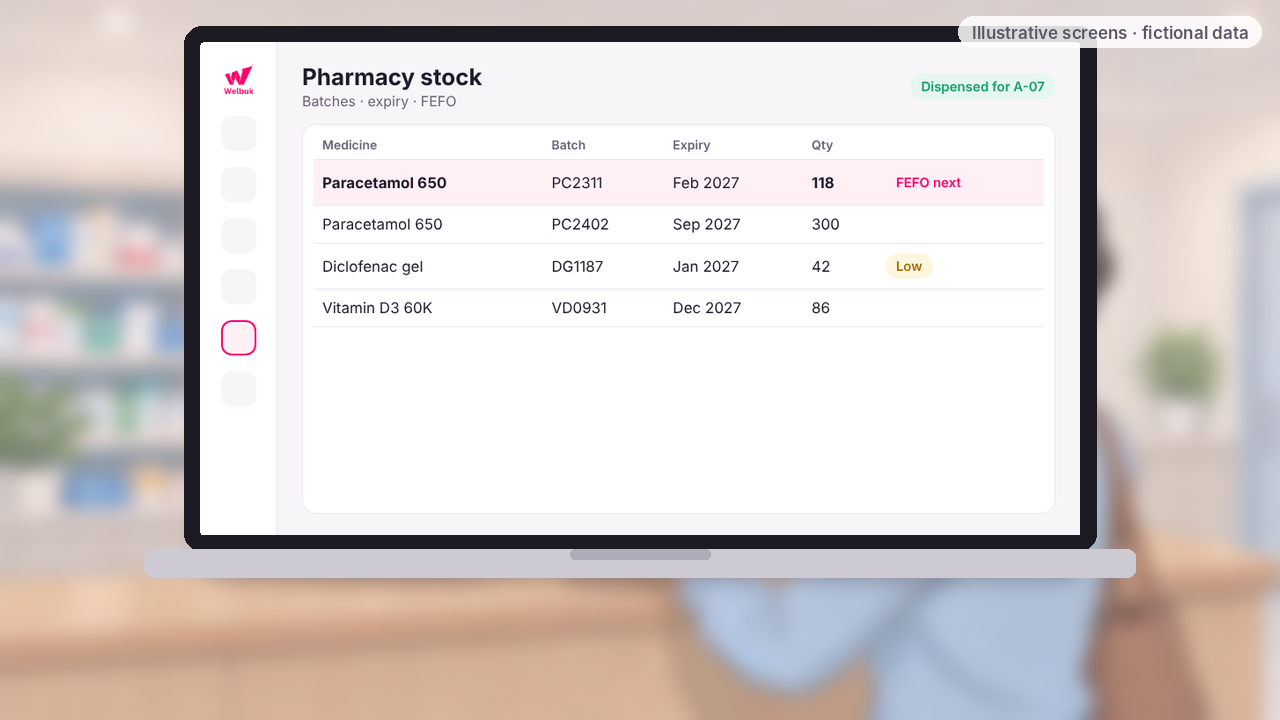 Illustrative screens · fictional data
Welbuk
Pharmacy stock
Batches · expiry · FEFO
Dispensed for A-07
Medicine Batch Expiry Qty
Paracetamol 650 PC2311 Feb 2027 118 FEFO next
Paracetamol 650 PC2402 Sep 2027 300
Diclofenac gel DG1187 Jan 2027 42 Low
Vitamin D3 60K VD0931 Dec 2027 86